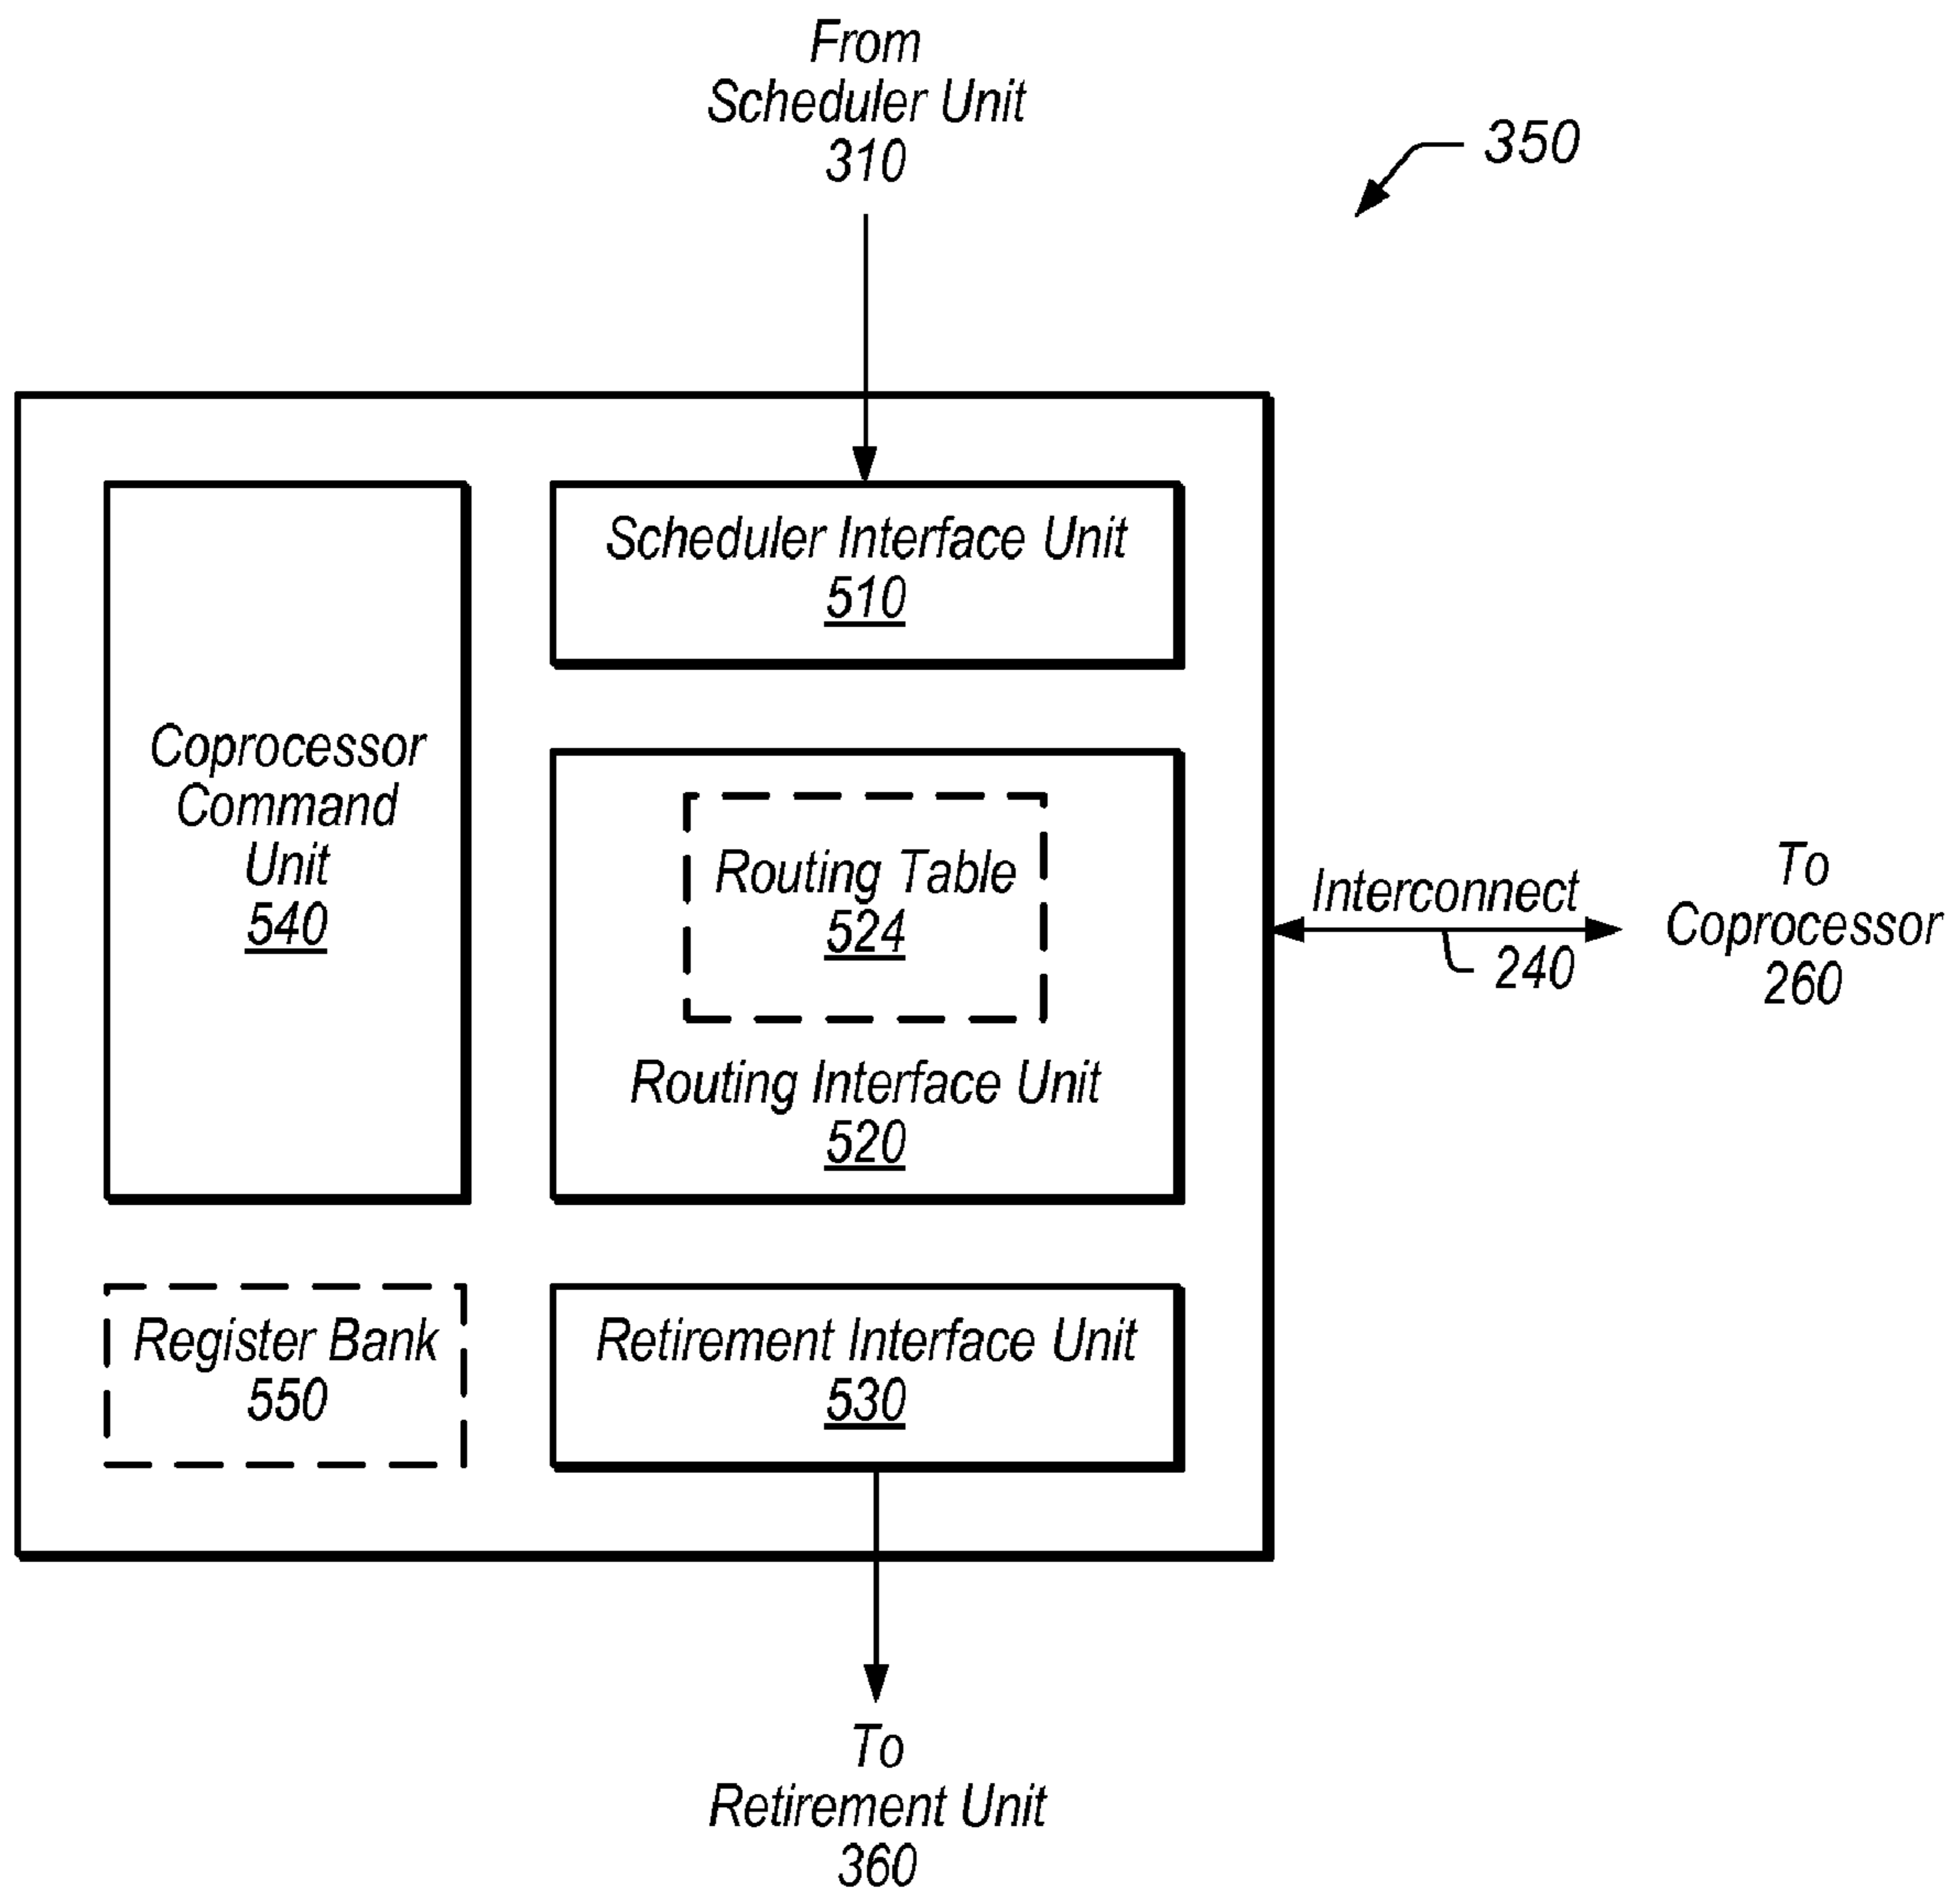 From
Scheduler Unit
310
350
Scheduler Interface Unit
510
Coprocessor
Command
Unit
540
Routing Table
524
Routing Interface Unit
520
Interconnect
240
To
Coprocessor
260
Register Bank
550
Retirement Interface Unit
530
To
Retirement Unit
360